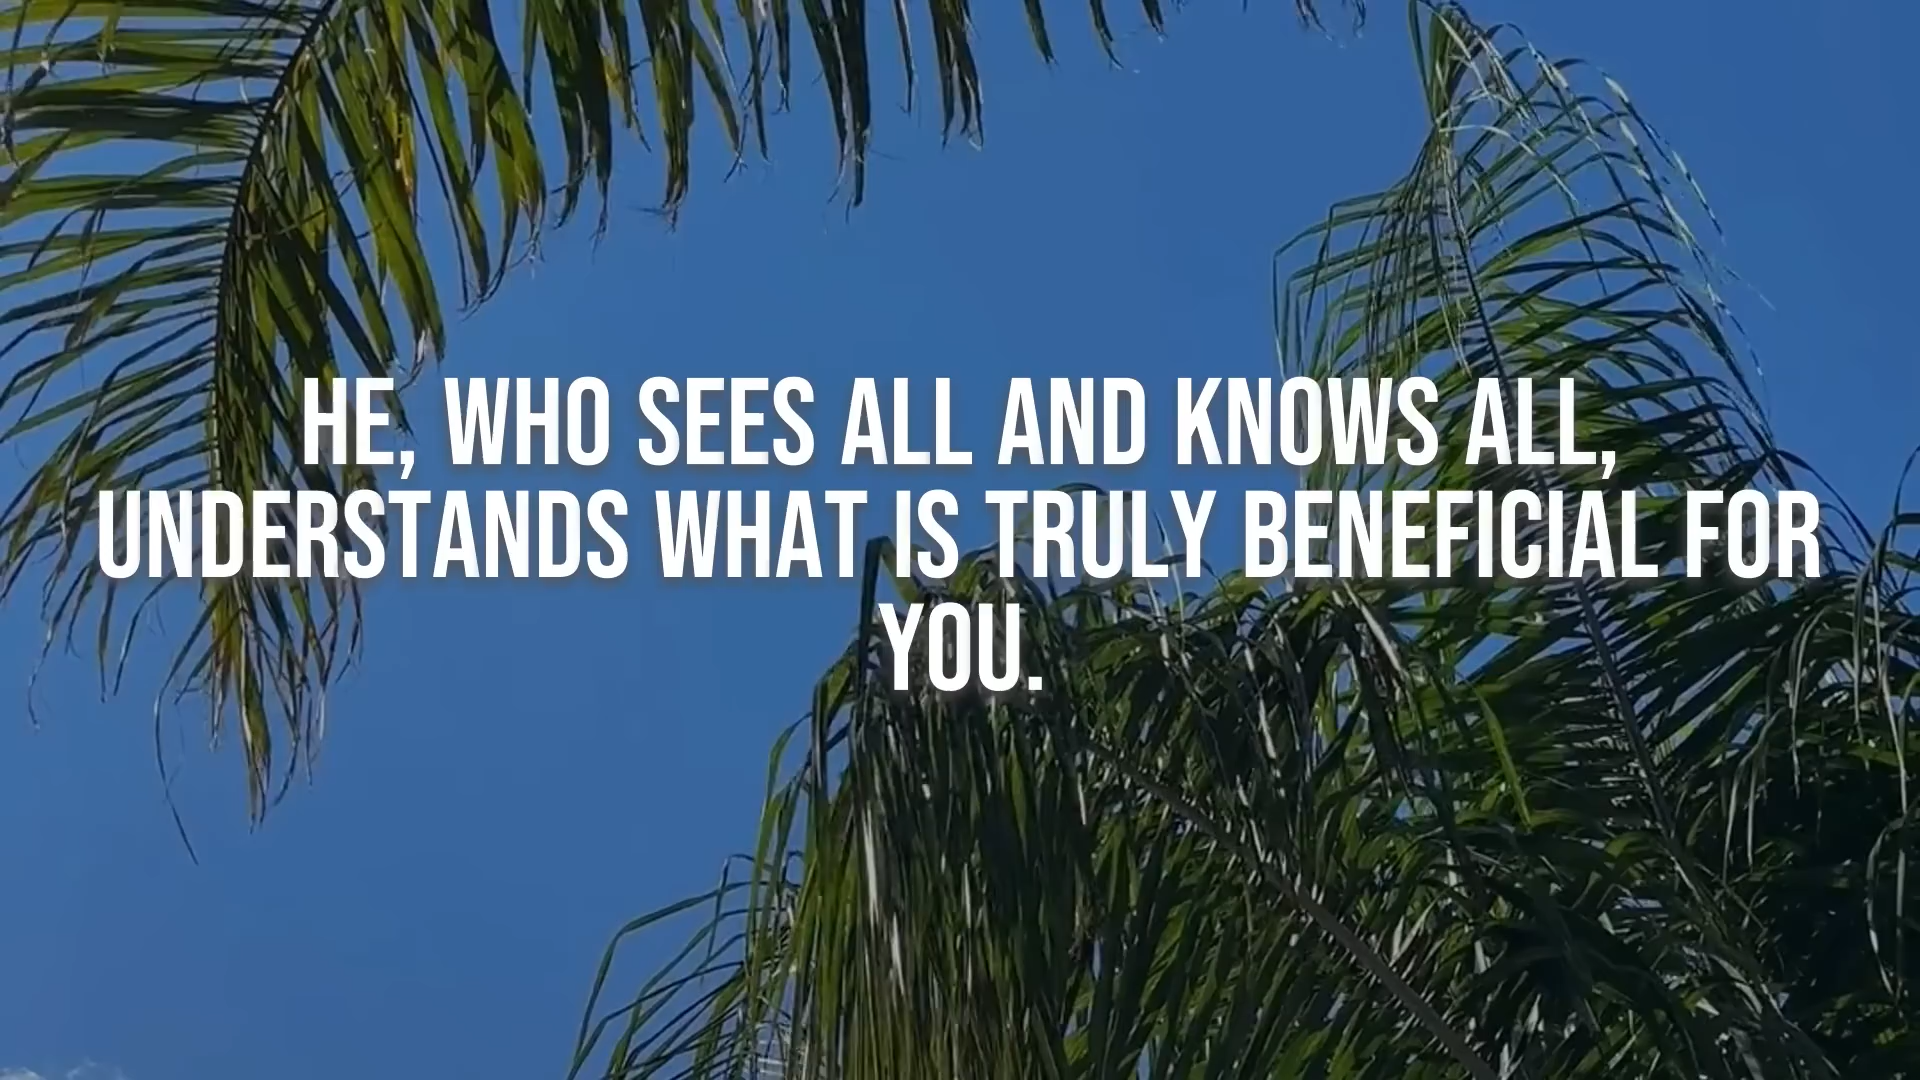 HE, WHO SEES ALL AND KNOWS ALL,
UNDERSTANDS WHAT IS TRULY BENEFICIAL FOR
YOU.